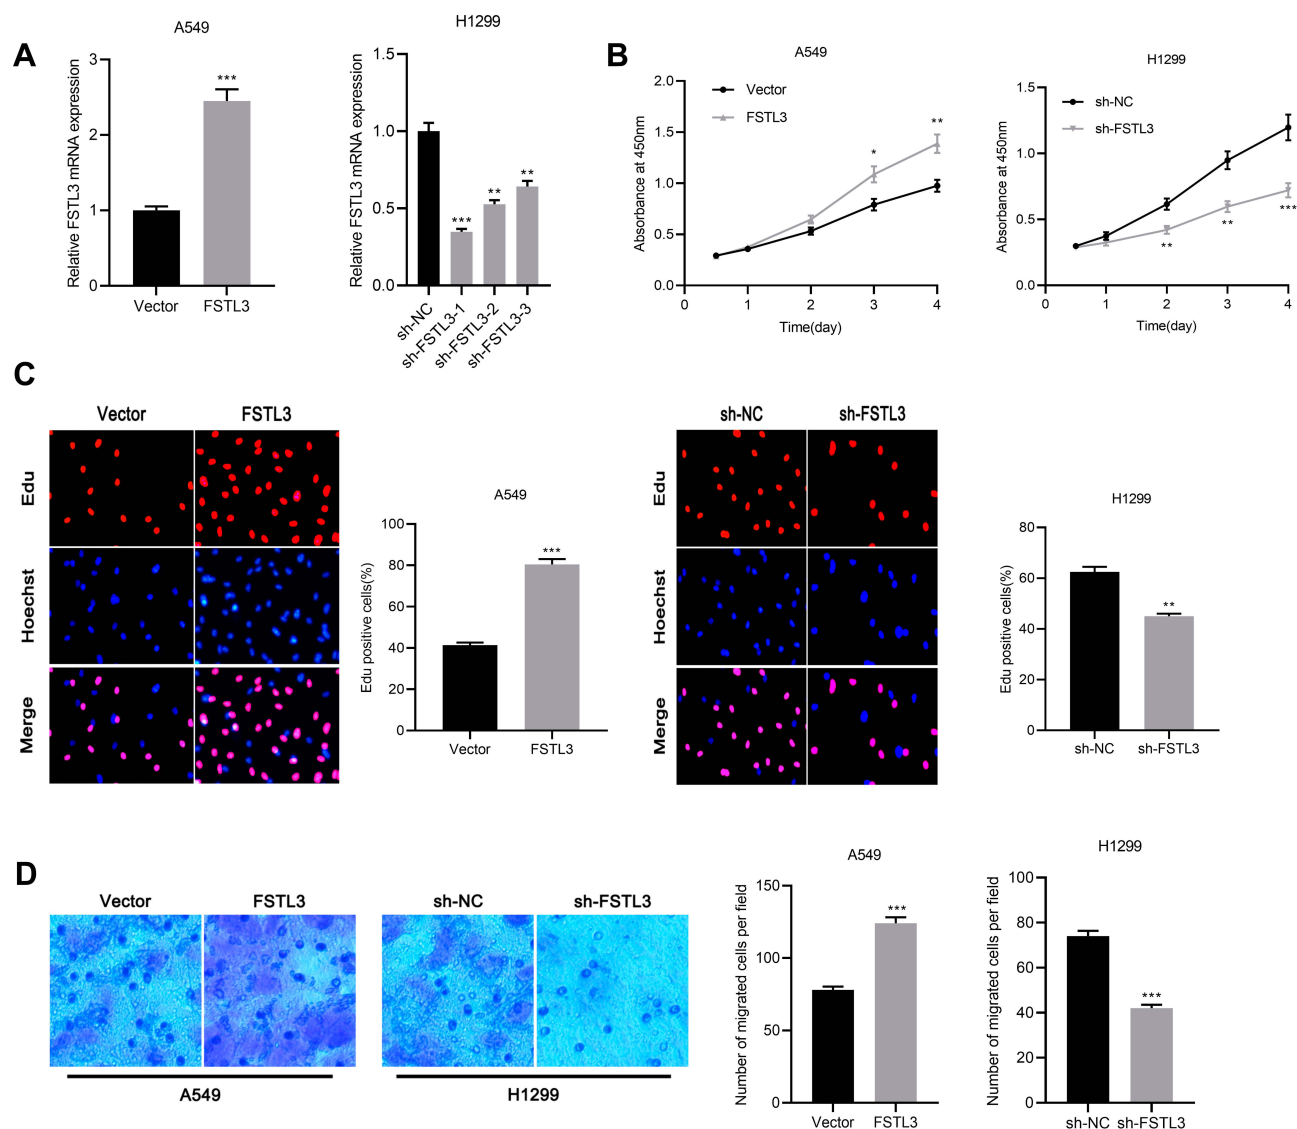 A
A549
Relative FSTL3 mRNA expression
3
***
2
1
0
Vector
FSTL3
H1299
Relative FSTL3 mRNA expression
1.5
1.0
0.5
0.0
***
**
**
sh-NC
sh-FSTL3-1
sh-FSTL3-2
sh-FSTL3-3
B
A549
Absorbance at 450nm
2.0
1.5
1.0
0.5
0.0
Vector
FSTL3
*
**
0
1
2
3
4
Time(day)
H1299
Absorbance at 450nm
1.5
1.0
0.5
0.0
sh-NC
sh-FSTL3
**
**
***
0
1
2
3
4
Time(day)
C
Vector
FSTL3
Edu
Hoechst
Merge
A549
Edu positive cells(%)
100
80
60
40
20
0
***
Vector
FSTL3
sh-NC
sh-FSTL3
Edu
Hoechst
Merge
H1299
Edu positive cells(%)
80
60
40
20
0
**
sh-NC
sh-FSTL3
D
Vector
FSTL3
sh-NC
sh-FSTL3
A549
H1299
A549
Number of migrated cells per field
150
100
50
0
***
Vector
FSTL3
H1299
Number of migrated cells per field
100
80
60
40
20
0
***
sh-NC
sh-FSTL3